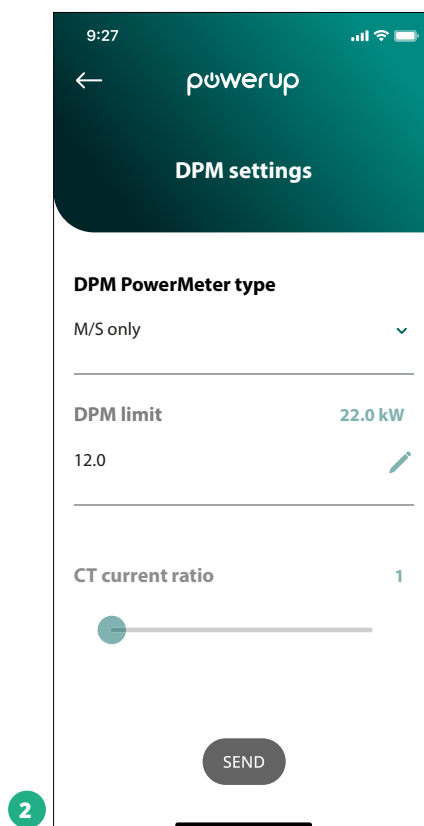 9:27
powerup
DPM settings
DPM PowerMeter type
M/S only
DPM limit 22.0 kW
12.0
CT current ratio 1
SEND
2